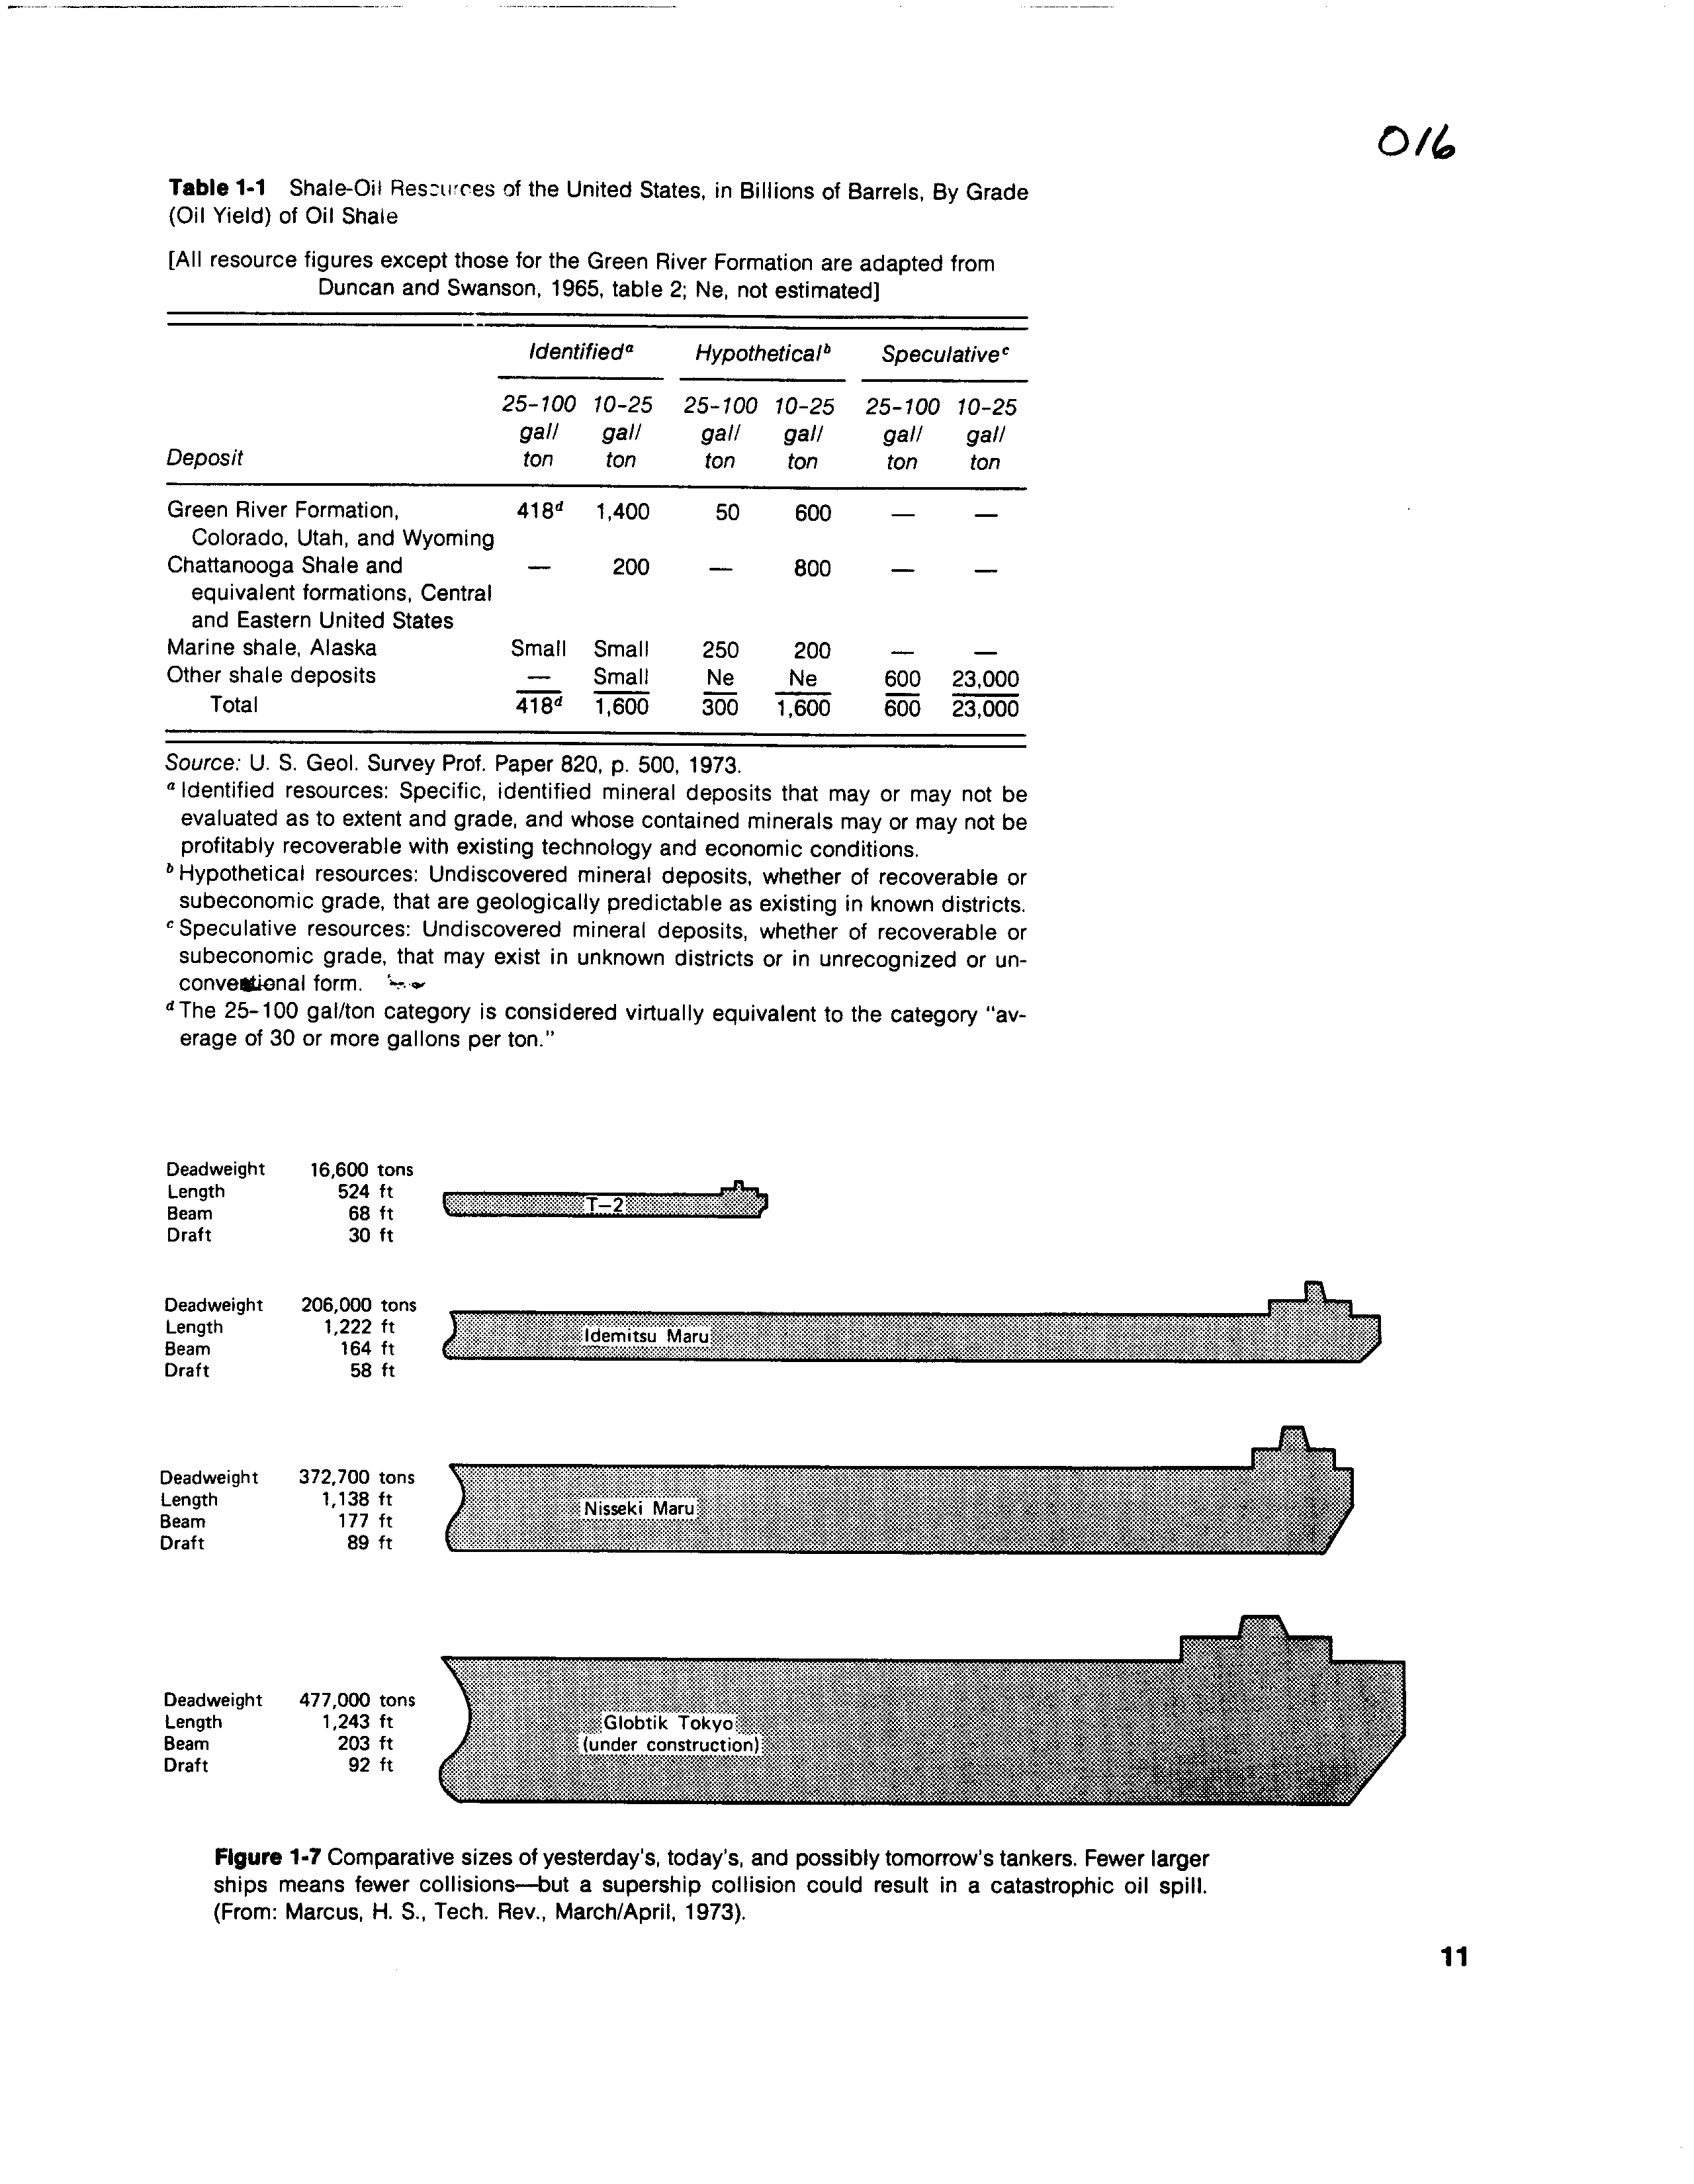 016
Table 1-1 Shale-Oil Resources of the United States, in Billions of Barrels, By Grade
(Oil Yield) of Oil Shale
[All resource figures except those for the Green River Formation are adapted from
Duncan and Swanson, 1965, table 2; Ne, not estimated]
Identifiedᵃ Hypotheticalᵇ Speculativeᶜ
25-100 10-25 25-100 10-25 25-100 10-25
gal/ gal/ gal/ gal/ gal/ gal/
Deposit ton ton ton ton ton ton
Green River Formation, 418ᵈ 1,400 50 600 — —
Colorado, Utah, and Wyoming
Chattanooga Shale and — 200 — 800 — —
equivalent formations, Central
and Eastern United States
Marine shale, Alaska Small Small 250 200 — —
Other shale deposits — Small Ne Ne 600 23,000
Total 418ᵈ 1,600 300 1,600 600 23,000
Source: U. S. Geol. Survey Prof. Paper 820, p. 500, 1973.
ᵃ Identified resources: Specific, identified mineral deposits that may or may not be
evaluated as to extent and grade, and whose contained minerals may or may not be
profitably recoverable with existing technology and economic conditions.
ᵇ Hypothetical resources: Undiscovered mineral deposits, whether of recoverable or
subeconomic grade, that are geologically predictable as existing in known districts.
ᶜ Speculative resources: Undiscovered mineral deposits, whether of recoverable or
subeconomic grade, that may exist in unknown districts or in unrecognized or un-
conventional form.
ᵈ The 25-100 gal/ton category is considered virtually equivalent to the category "av-
erage of 30 or more gallons per ton."
Deadweight 16,600 tons
Length 524 ft
Beam 68 ft
Draft 30 ft
T-2
Deadweight 206,000 tons
Length 1,222 ft
Beam 164 ft
Draft 58 ft
Idemitsu Maru
Deadweight 372,700 tons
Length 1,138 ft
Beam 177 ft
Draft 89 ft
Nisseki Maru
Deadweight 477,000 tons
Length 1,243 ft
Beam 203 ft
Draft 92 ft
Globtik Tokyo
(under construction)
Figure 1-7 Comparative sizes of yesterday's, today's, and possibly tomorrow's tankers. Fewer larger
ships means fewer collisions—but a supership collision could result in a catastrophic oil spill.
(From: Marcus, H. S., Tech. Rev., March/April, 1973).
11